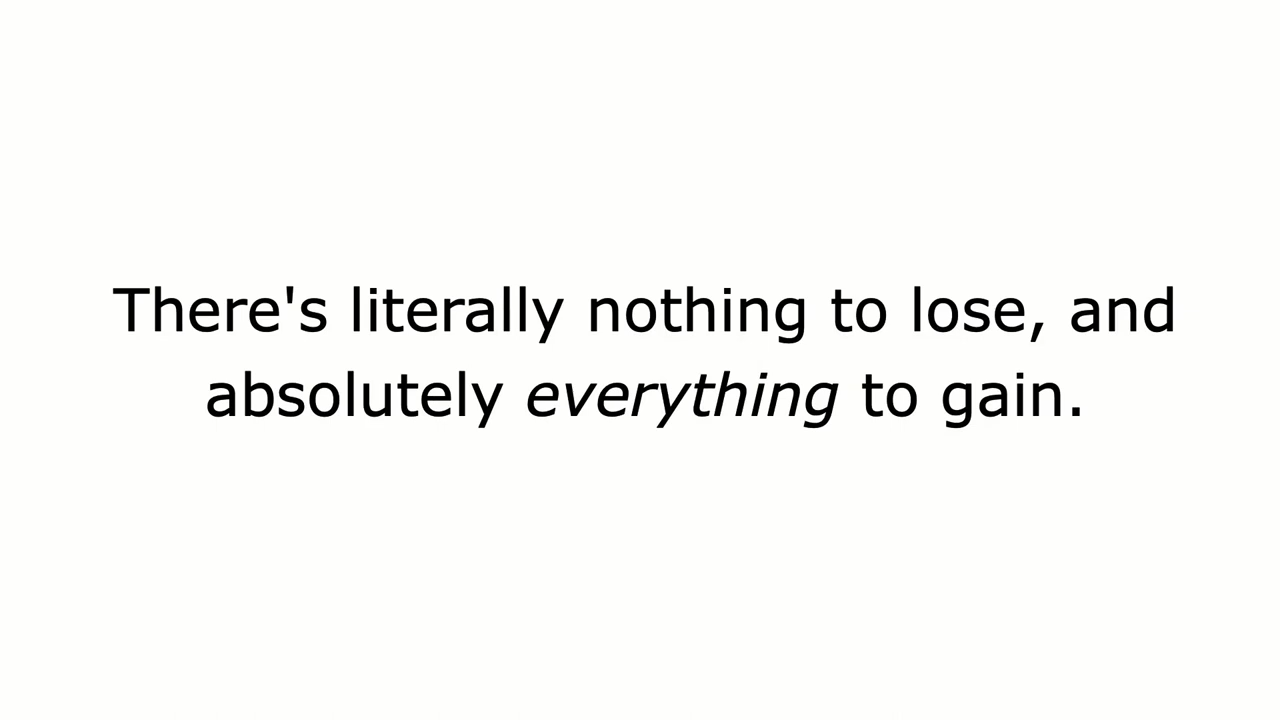 There's literally nothing to lose, and
absolutely everything to gain.